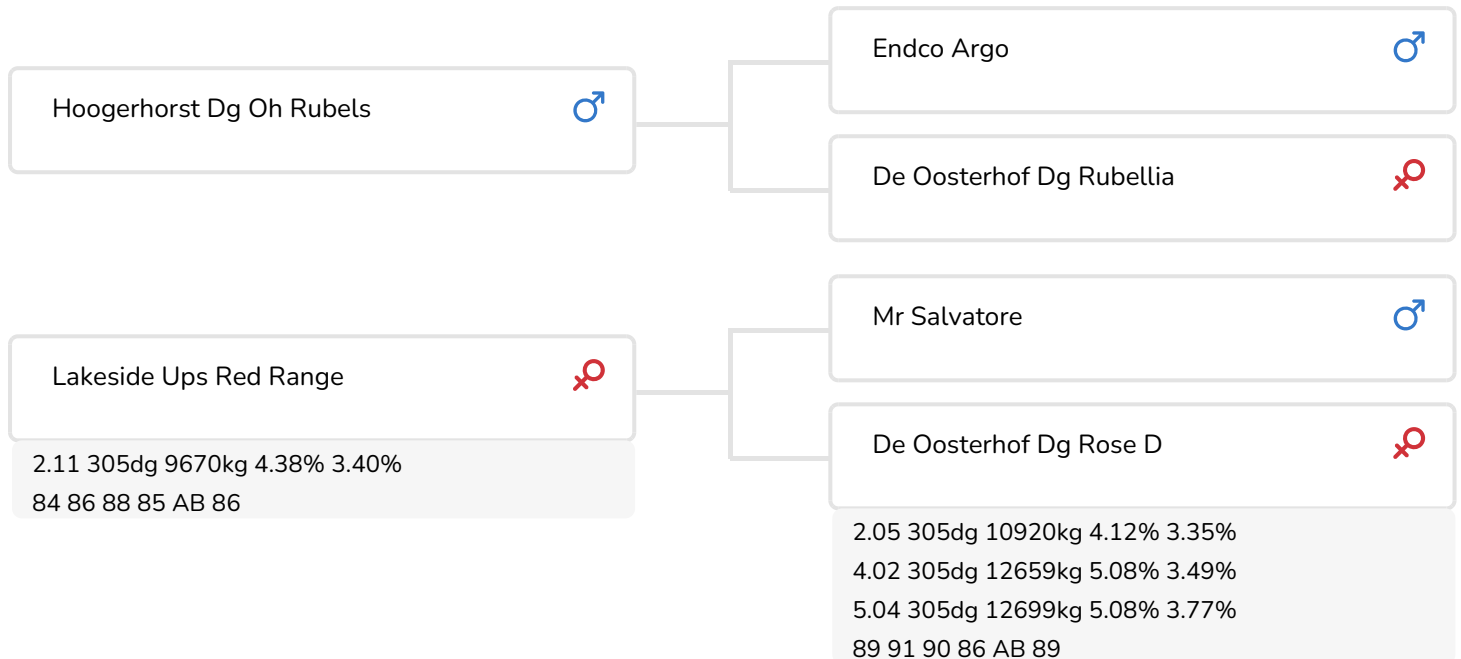 Endco Argo
Hoogerhorst Dg Oh Rubels
De Oosterhof Dg Rubellia
Mr Salvatore
Lakeside Ups Red Range
2.11 305dg 9670kg 4.38% 3.40%
84 86 88 85 AB 86
De Oosterhof Dg Rose D
2.05 305dg 10920kg 4.12% 3.35%
4.02 305dg 12659kg 5.08% 3.49%
5.04 305dg 12699kg 5.08% 3.77%
89 91 90 86 AB 89